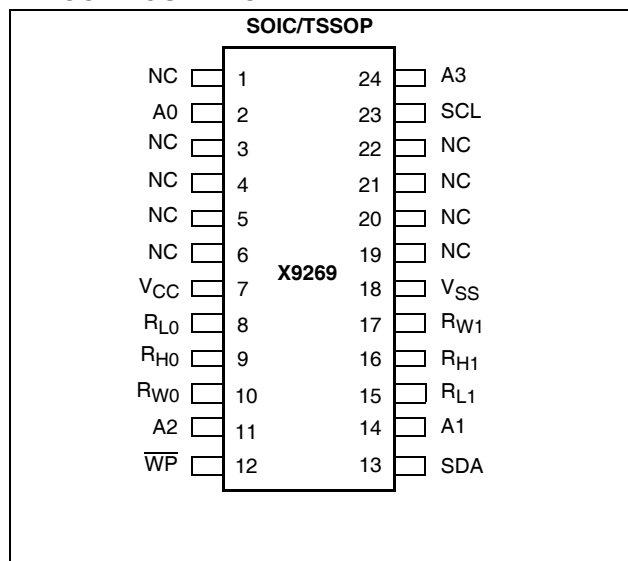 SOIC/TSSOP
NC 1 24 A3
A0 2 23 SCL
NC 3 22 NC
NC 4 21 NC
NC 5 20 NC
NC 6 19 NC
X9269
VCC 7 18 VSS
RL0 8 17 RW1
RH0 9 16 RH1
RW0 10 15 RL1
A2 11 14 A1
WP 12 13 SDA